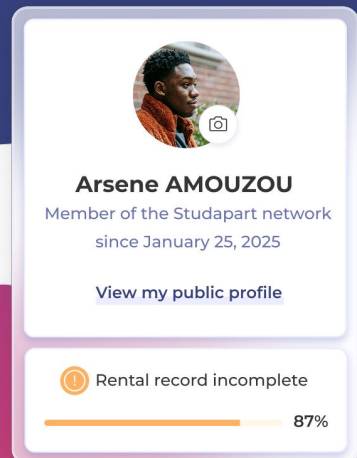 Arsene AMOUZOU
Member of the Studapart network
since January 25, 2025
View my public profile
! Rental record incomplete
87%